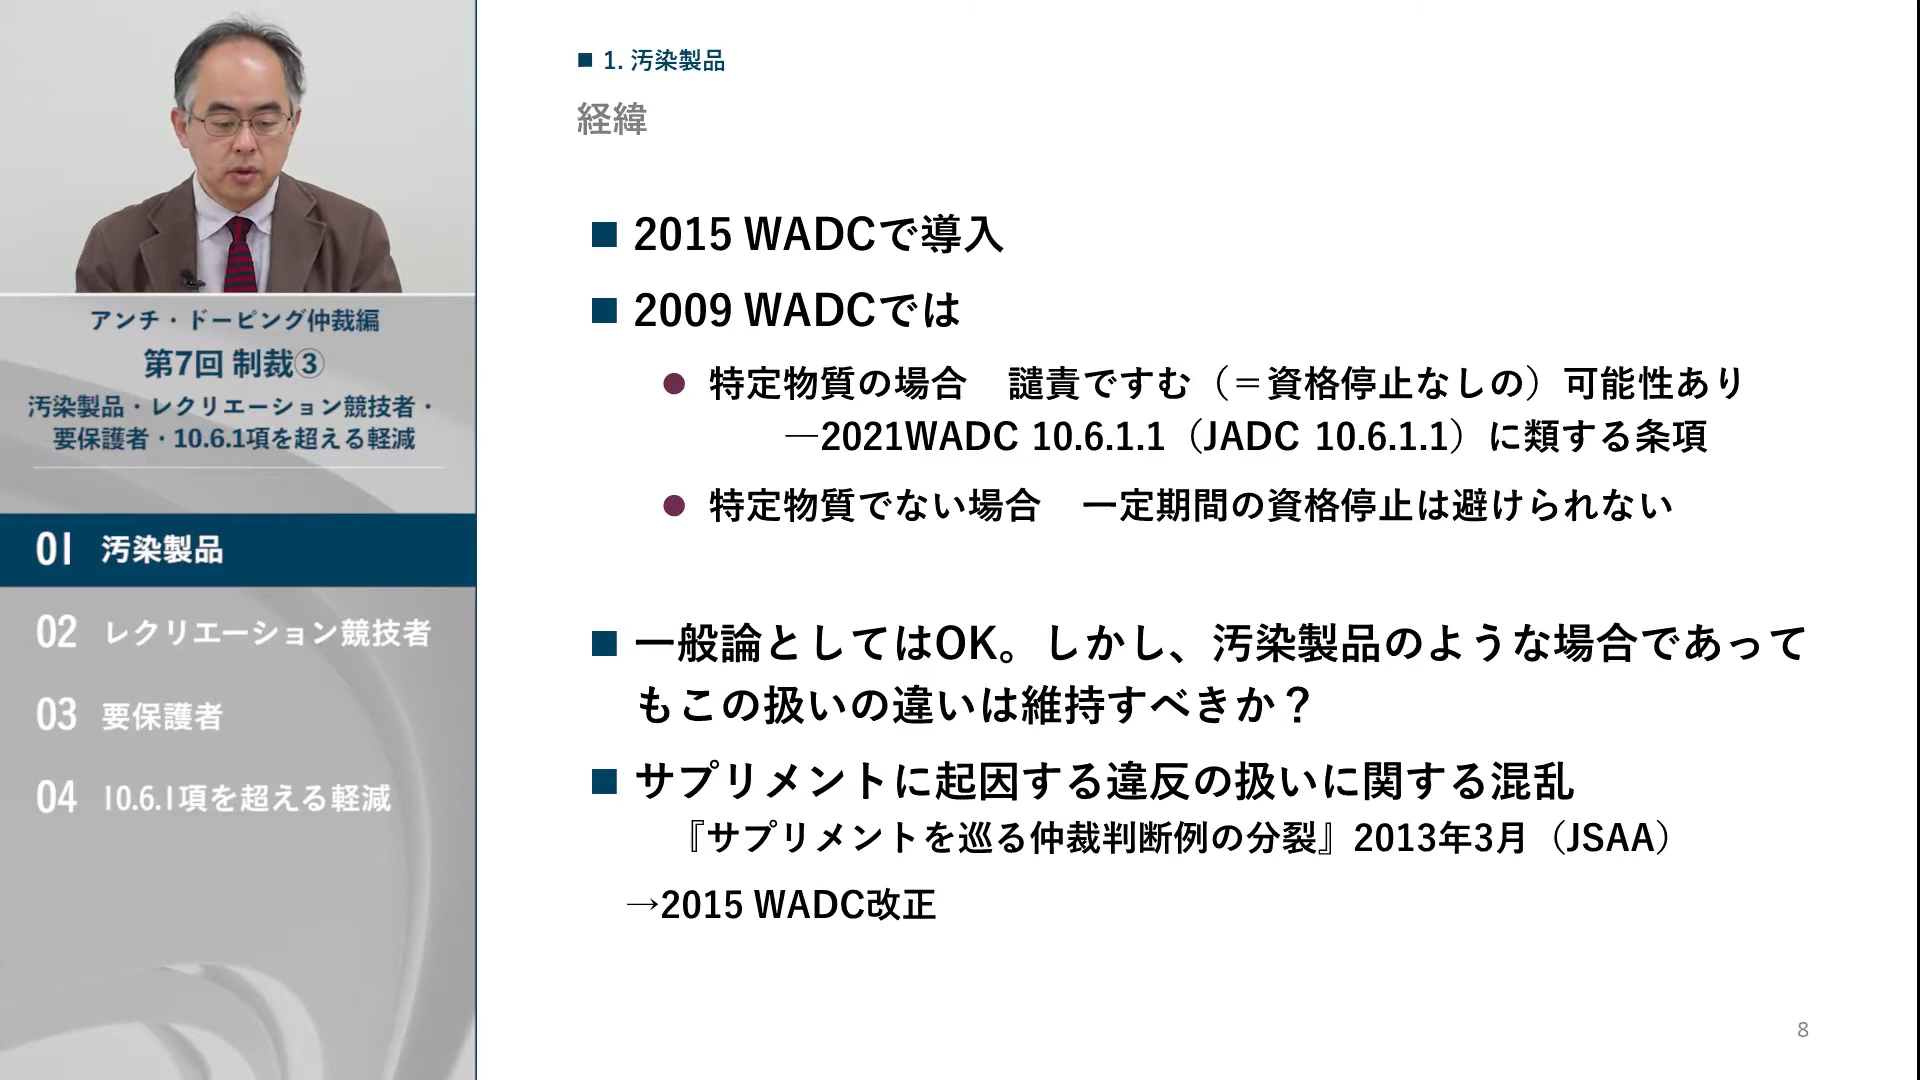 アンチ・ドーピング仲裁編
第7回 制裁③
汚染製品・レクリエーション競技者・
要保護者・10.6.1項を超える軽減
01 汚染製品
02 レクリエーション競技者
03 要保護者
04 10.6.1項を超える軽減
1. 汚染製品
経緯
2015 WADCで導入
2009 WADCでは
特定物質の場合　譴責ですむ（＝資格停止なしの）可能性あり
―2021WADC 10.6.1.1（JADC 10.6.1.1）に類する条項
特定物質でない場合　一定期間の資格停止は避けられない
一般論としてはOK。しかし、汚染製品のような場合であって
もこの扱いの違いは維持すべきか？
サプリメントに起因する違反の扱いに関する混乱
『サプリメントを巡る仲裁判断例の分裂』2013年3月（JSAA）
→2015 WADC改正
8